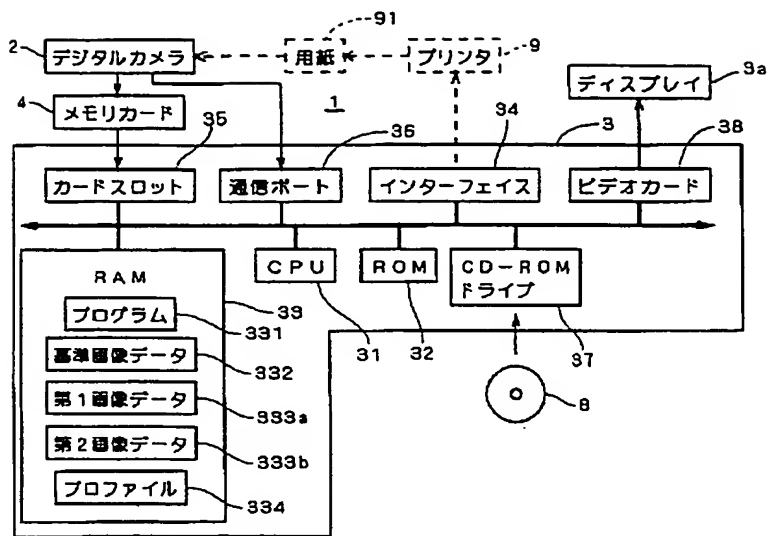 91
2 デジタルカメラ 用紙 プリンタ 9
ディスプレイ 9a
1
4 メモリカード
35 36 34 3 38
カードスロット 通信ポート インターフェイス ビデオカード
RAM CPU ROM CD-ROM
ドライブ
33
プログラム
331 31 32 37
基準画像データ 332
第1画像データ 333a
8
第2画像データ 333b
プロファイル
334